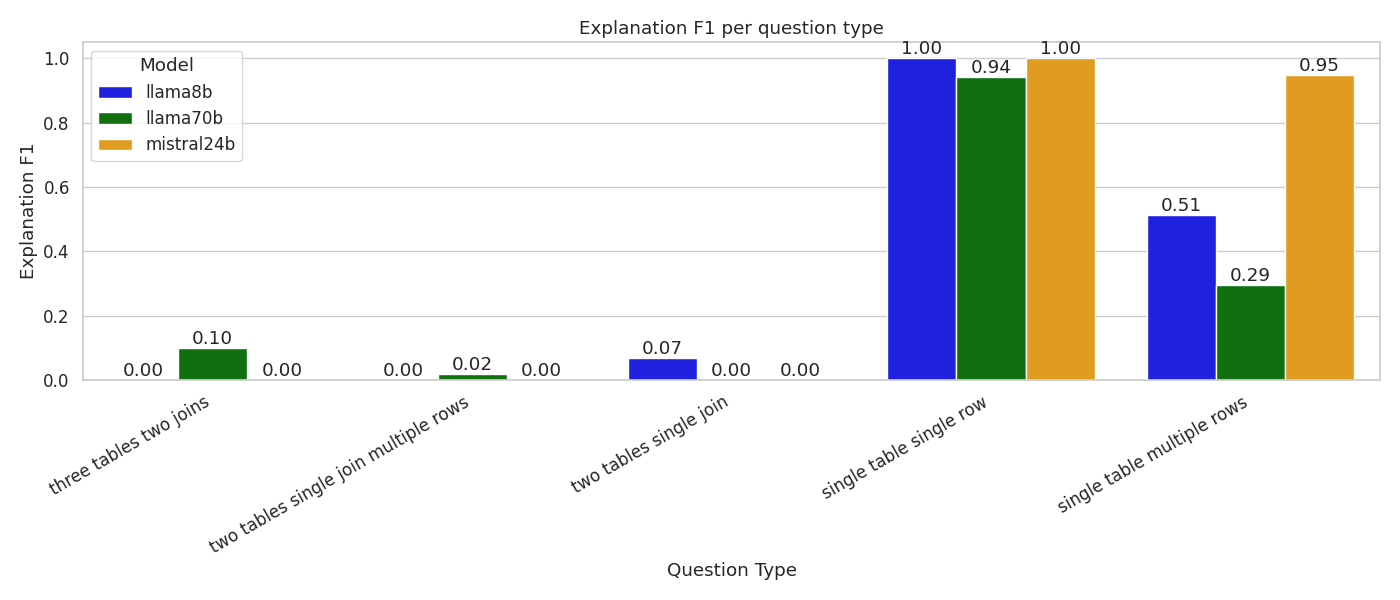 Explanation F1 per question type
Model
llama8b
llama70b
mistral24b
Explanation F1
1.0
0.8
0.6
0.4
0.2
0.0
0.00
0.10
0.00
0.00
0.02
0.00
0.07
0.00
0.00
1.00
0.94
1.00
0.51
0.29
0.95
three tables two joins
two tables single join multiple rows
two tables single join
single table single row
single table multiple rows
Question Type